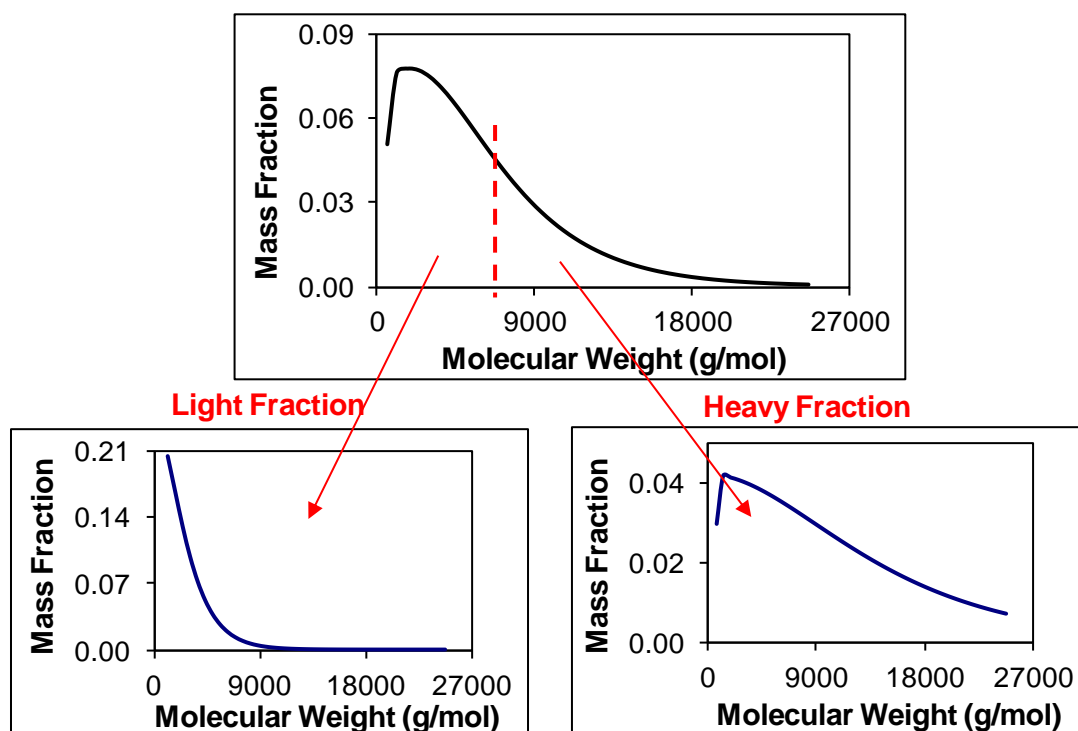 0.09
0.06
0.03
0.00
Mass Fraction
0 9000 18000 27000
Molecular Weight (g/mol)
Light Fraction
Heavy Fraction
0.21
0.14
0.07
0.00
Mass Fraction
0 9000 18000 27000
Molecular Weight (g/mol)
0.04
0.02
0.00
Mass Fraction
0 9000 18000 27000
Molecular Weight (g/mol)